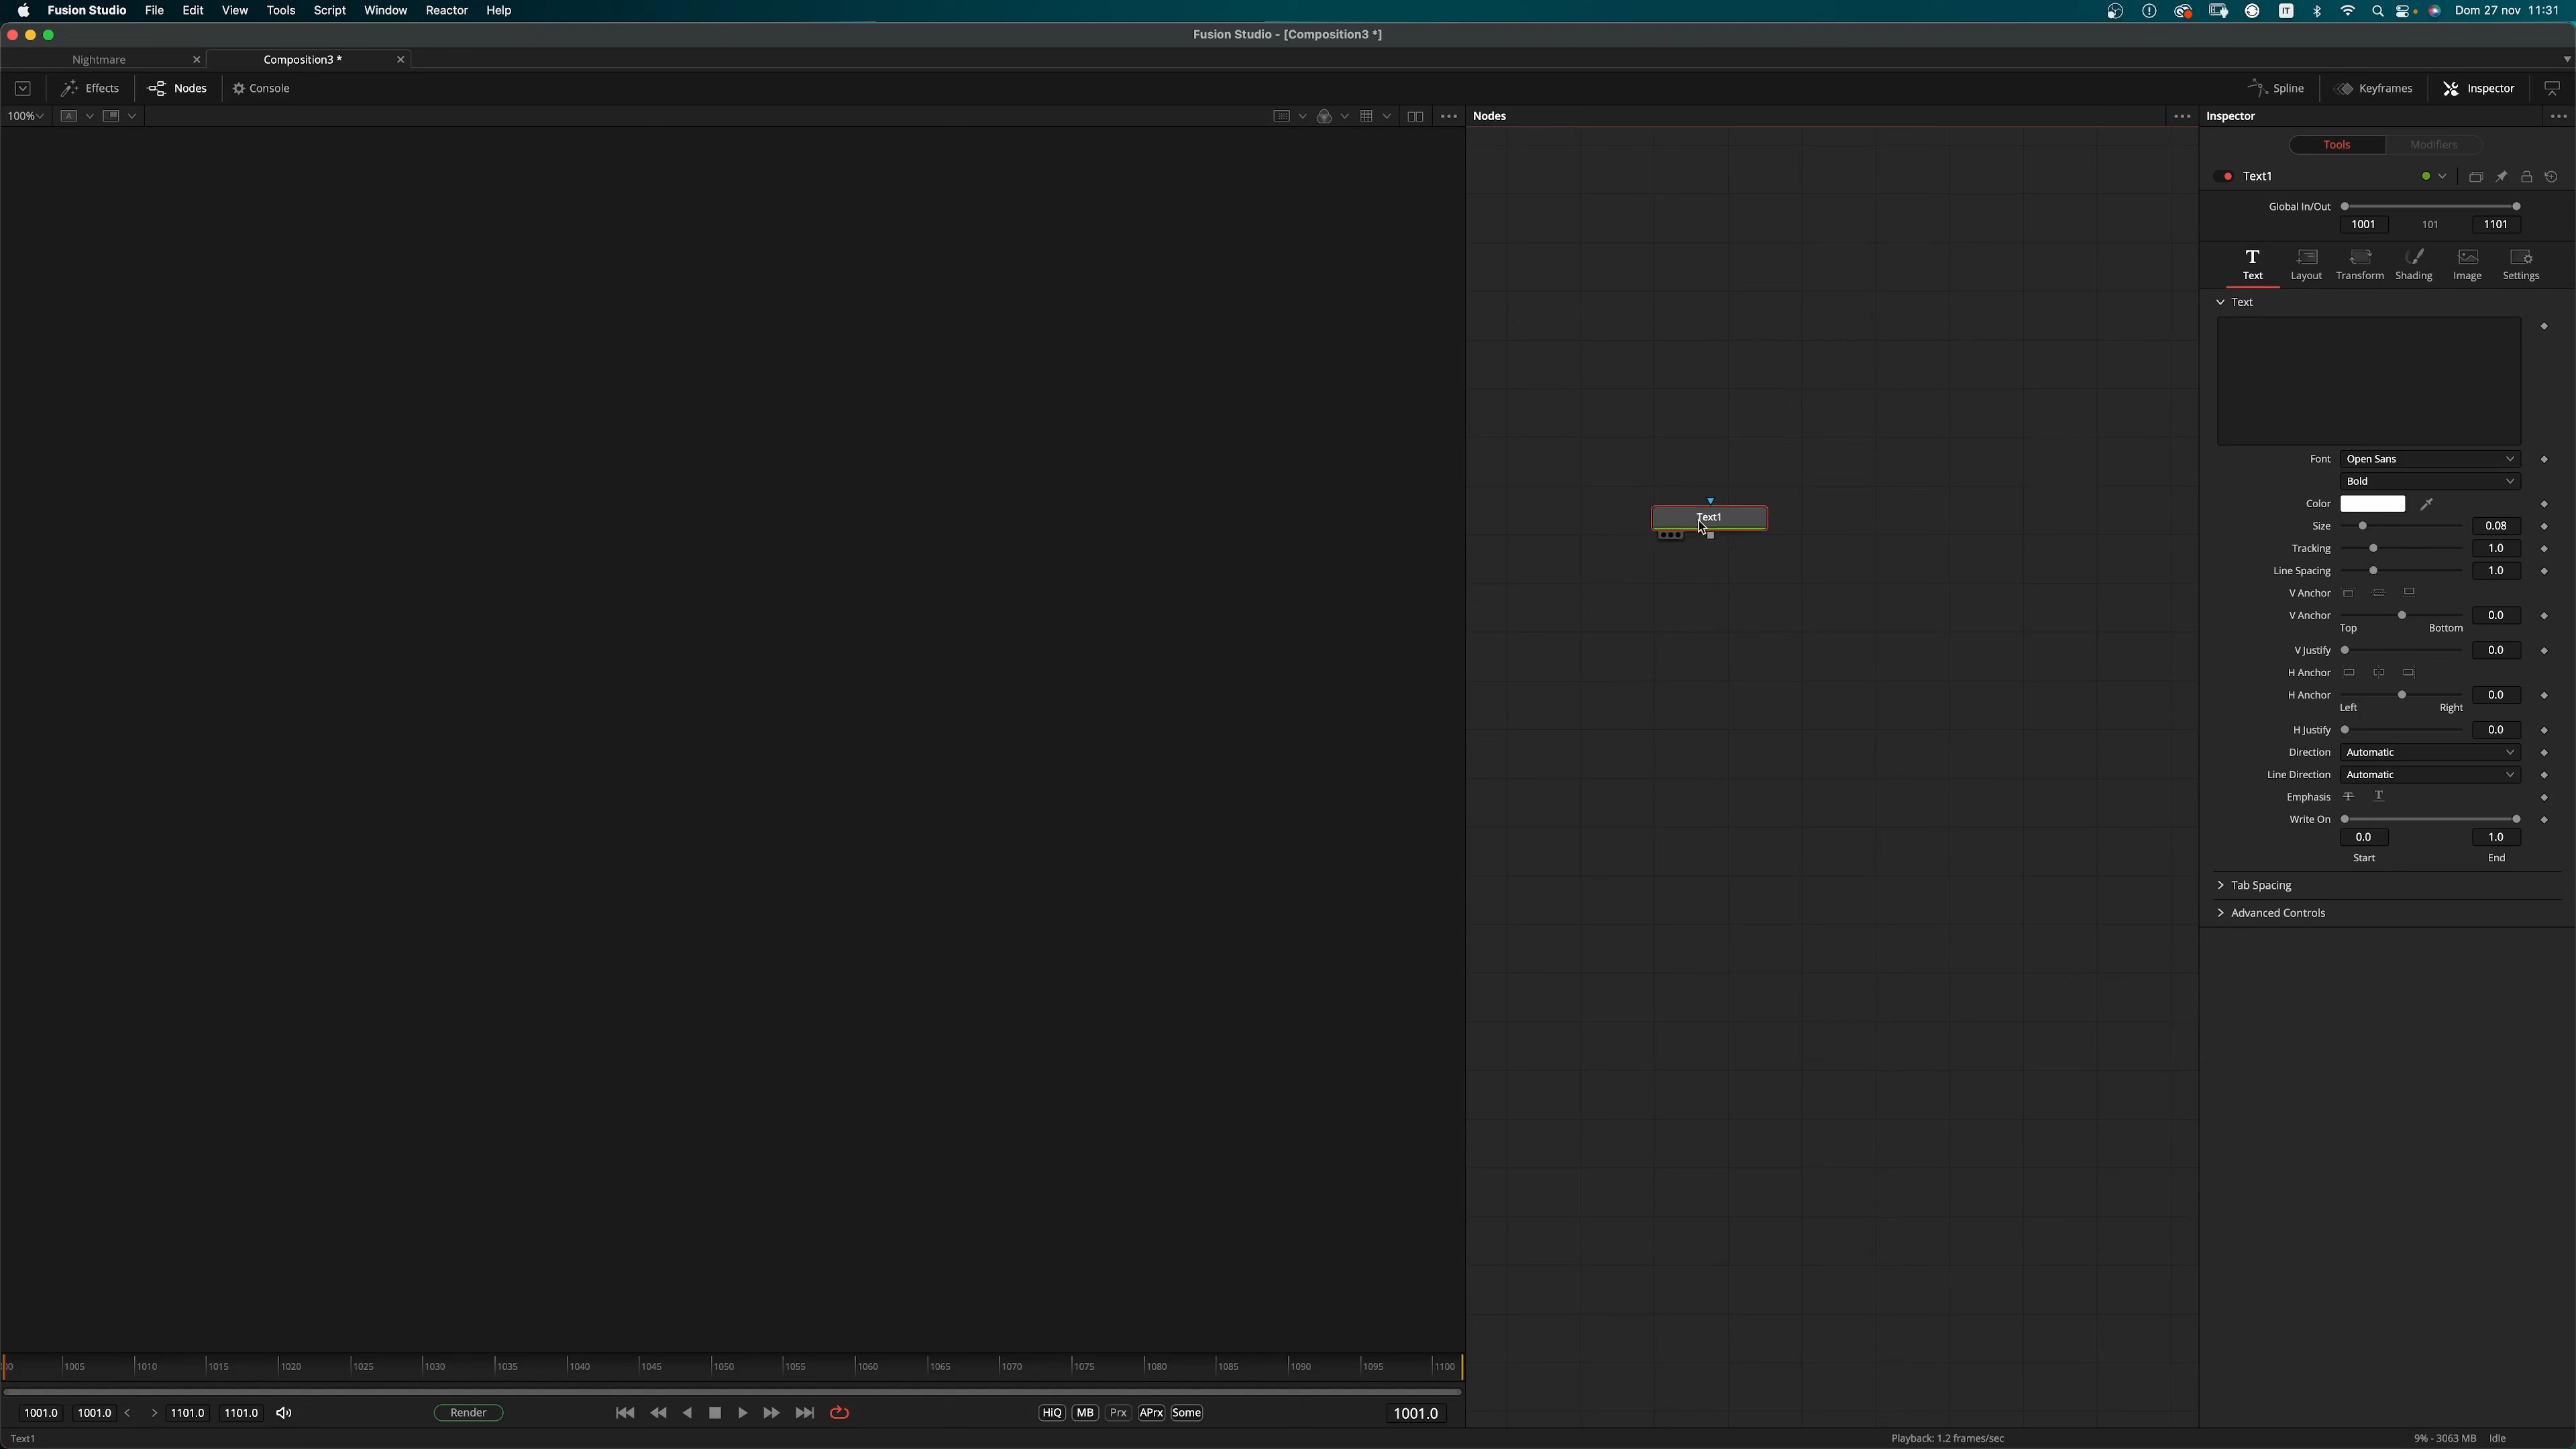 Fusion Studio File Edit View Tools Script Window Reactor Help IT Dom 27 nov 11:31
Fusion Studio - [Composition3 *]
Nightmare Composition3 *
Effects Nodes Console Spline Keyframes Inspector
100% A Nodes Inspector
Tools Modifiers
Text1
Global In/Out
1001 101 1101
T
Text Layout Transform Shading Image Settings
Text
Font Open Sans
Bold
Color
Text1
Size 0.08
Tracking 1.0
Line Spacing 1.0
V Anchor
V Anchor 0.0
Top Bottom
V Justify 0.0
H Anchor
H Anchor 0.0
Left Right
H Justify 0.0
Direction Automatic
Line Direction Automatic
Emphasis T T
Write On
0.0 1.0
Start End
Tab Spacing
Advanced Controls
1005 1010 1015 1020 1025 1030 1035 1040 1045 1050 1055 1060 1065 1070 1075 1080 1085 1090 1095 1100
1001.0 1001.0 < > 1101.0 1101.0 Render HiQ MB Prx APrx Some 1001.0
Text1 Playback: 1.2 frames/sec 9% - 3063 MB Idle